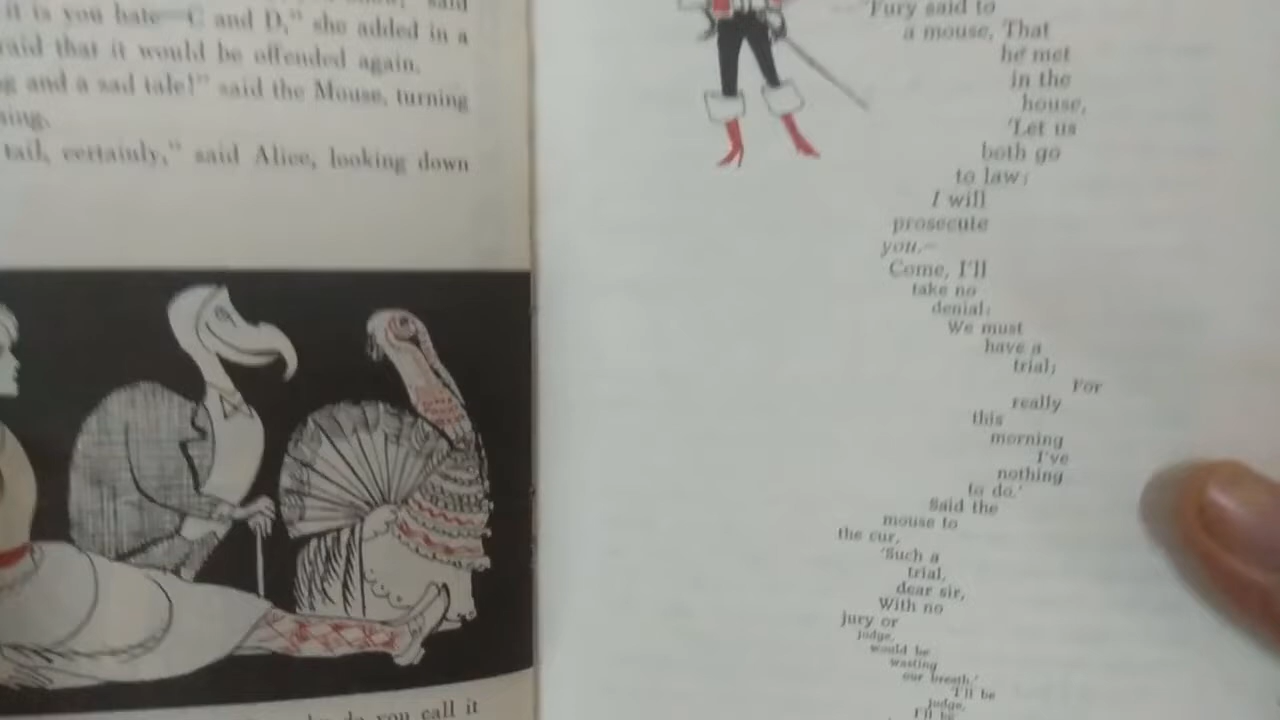 it is you hate—C and D," she added in a
raid that it would be offended again.
g and a sad tale!" said the Mouse, turning
tail, certainly," said Alice, looking down
you call it
'Fury said to
a mouse, That
he met
in the
house,
'Let us
both go
to law:
I will
prosecute
you.—
Come, I'll
take no
denial;
We must
have a
trial;
For
really
this
morning
I've
nothing
to do.'
Said the
mouse to
the cur,
'Such a
trial,
dear sir,
With no
jury or
judge,
would be
wasting
our breath.'
'I'll be
judge,
I'll be